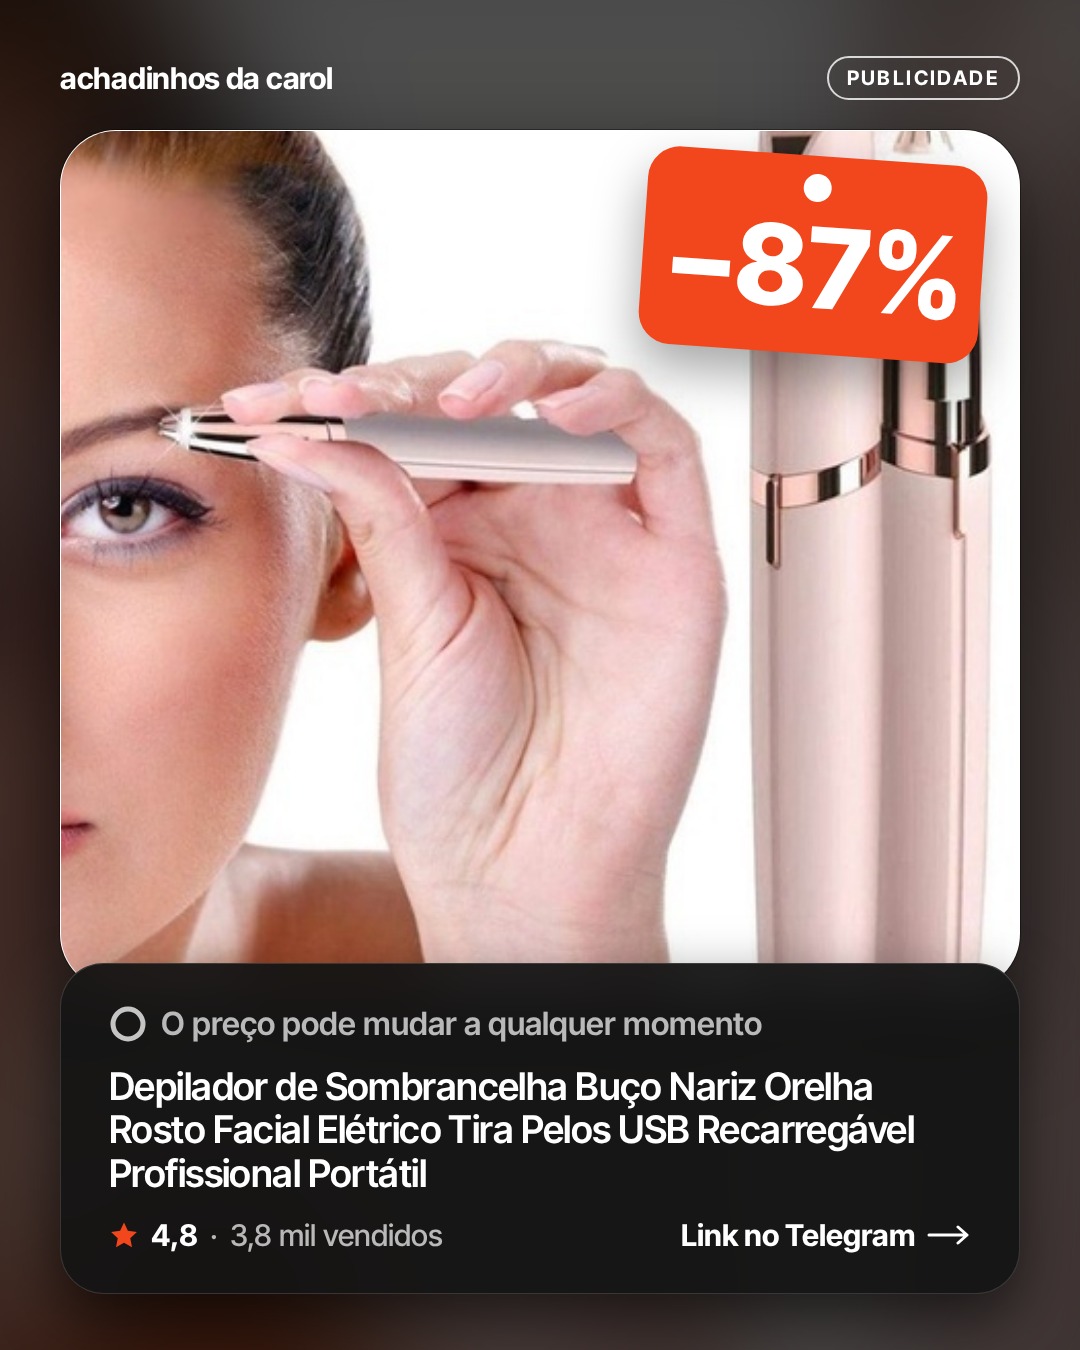 achadinhos da carol
PUBLICIDADE
−87%
O preço pode mudar a qualquer momento
Depilador de Sombrancelha Buço Nariz Orelha
Rosto Facial Elétrico Tira Pelos USB Recarregável
Profissional Portátil
4,8 · 3,8 mil vendidos
Link no Telegram →